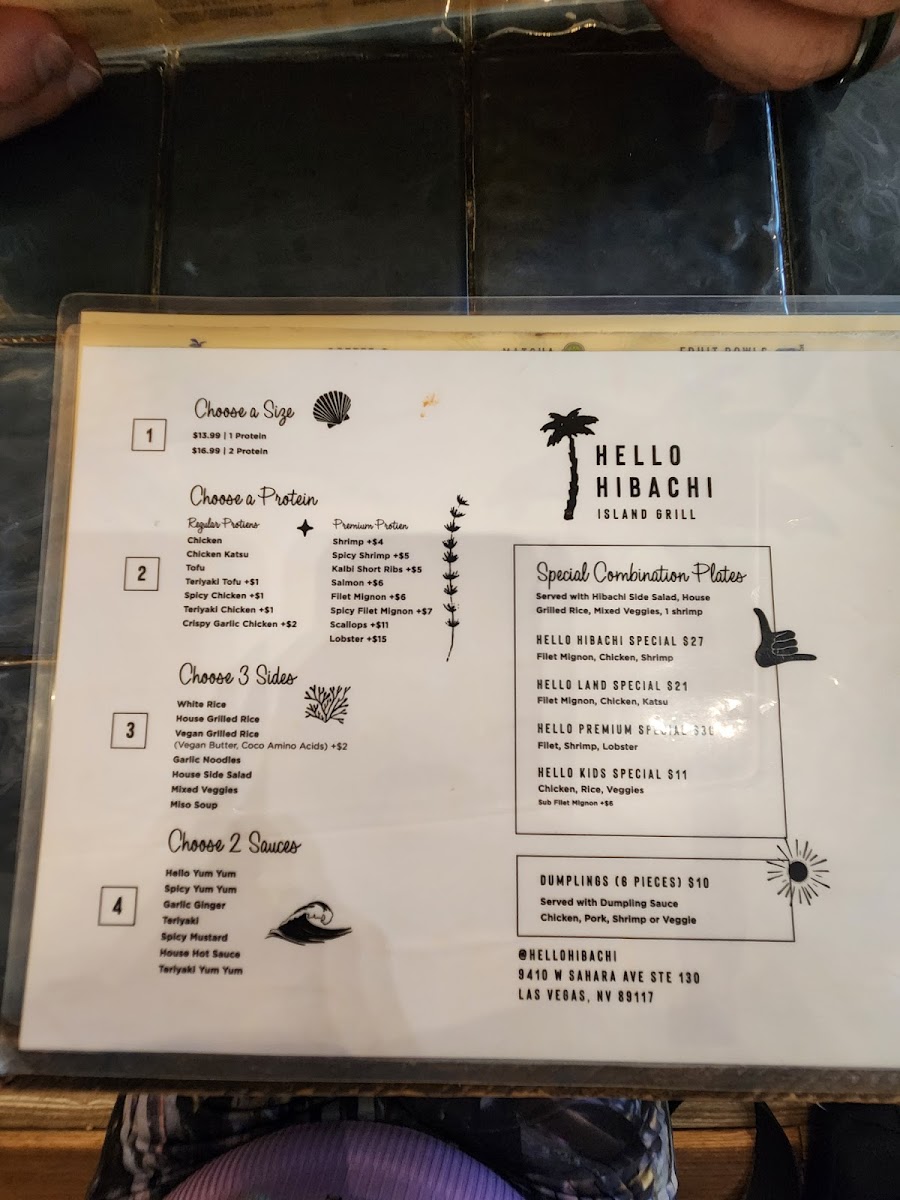 FRUIT BOWLS
1
Choose a Size
$13.99 | 1 Protein
$16.99 | 2 Protein
2
Choose a Protein
Regular Protiens
Chicken
Chicken Katsu
Tofu
Teriyaki Tofu +$1
Spicy Chicken +$1
Teriyaki Chicken +$1
Crispy Garlic Chicken +$2
Premium Protien
Shrimp +$4
Spicy Shrimp +$5
Kalbi Short Ribs +$5
Salmon +$6
Filet Mignon +$6
Spicy Filet Mignon +$7
Scallops +$11
Lobster +$15
3
Choose 3 Sides
White Rice
House Grilled Rice
Vegan Grilled Rice
(Vegan Butter, Coco Amino Acids) +$2
Garlic Noodles
House Side Salad
Mixed Veggies
Miso Soup
4
Choose 2 Sauces
Hello Yum Yum
Spicy Yum Yum
Garlic Ginger
Teriyaki
Spicy Mustard
House Hot Sauce
Teriyaki Yum Yum
HELLO
HIBACHI
ISLAND GRILL
Special Combination Plates
Served with Hibachi Side Salad, House
Grilled Rice, Mixed Veggies, 1 shrimp
HELLO HIBACHI SPECIAL $27
Filet Mignon, Chicken, Shrimp
HELLO LAND SPECIAL $21
Filet Mignon, Chicken, Katsu
HELLO PREMIUM SPECIAL
Filet, Shrimp, Lobster
HELLO KIDS SPECIAL $11
Chicken, Rice, Veggies
Sub Filet Mignon +$6
DUMPLINGS (6 PIECES) $10
Served with Dumpling Sauce
Chicken, Pork, Shrimp or Veggie
@HELLOHIBACHI
9410 W SAHARA AVE STE 130
LAS VEGAS, NV 89117